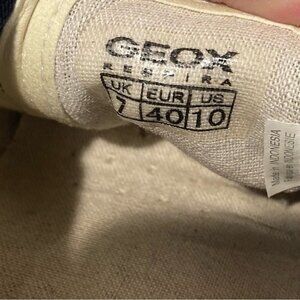 GEOX
RESPIRA
UK EUR US
7 40 10
Made in INDONESIA